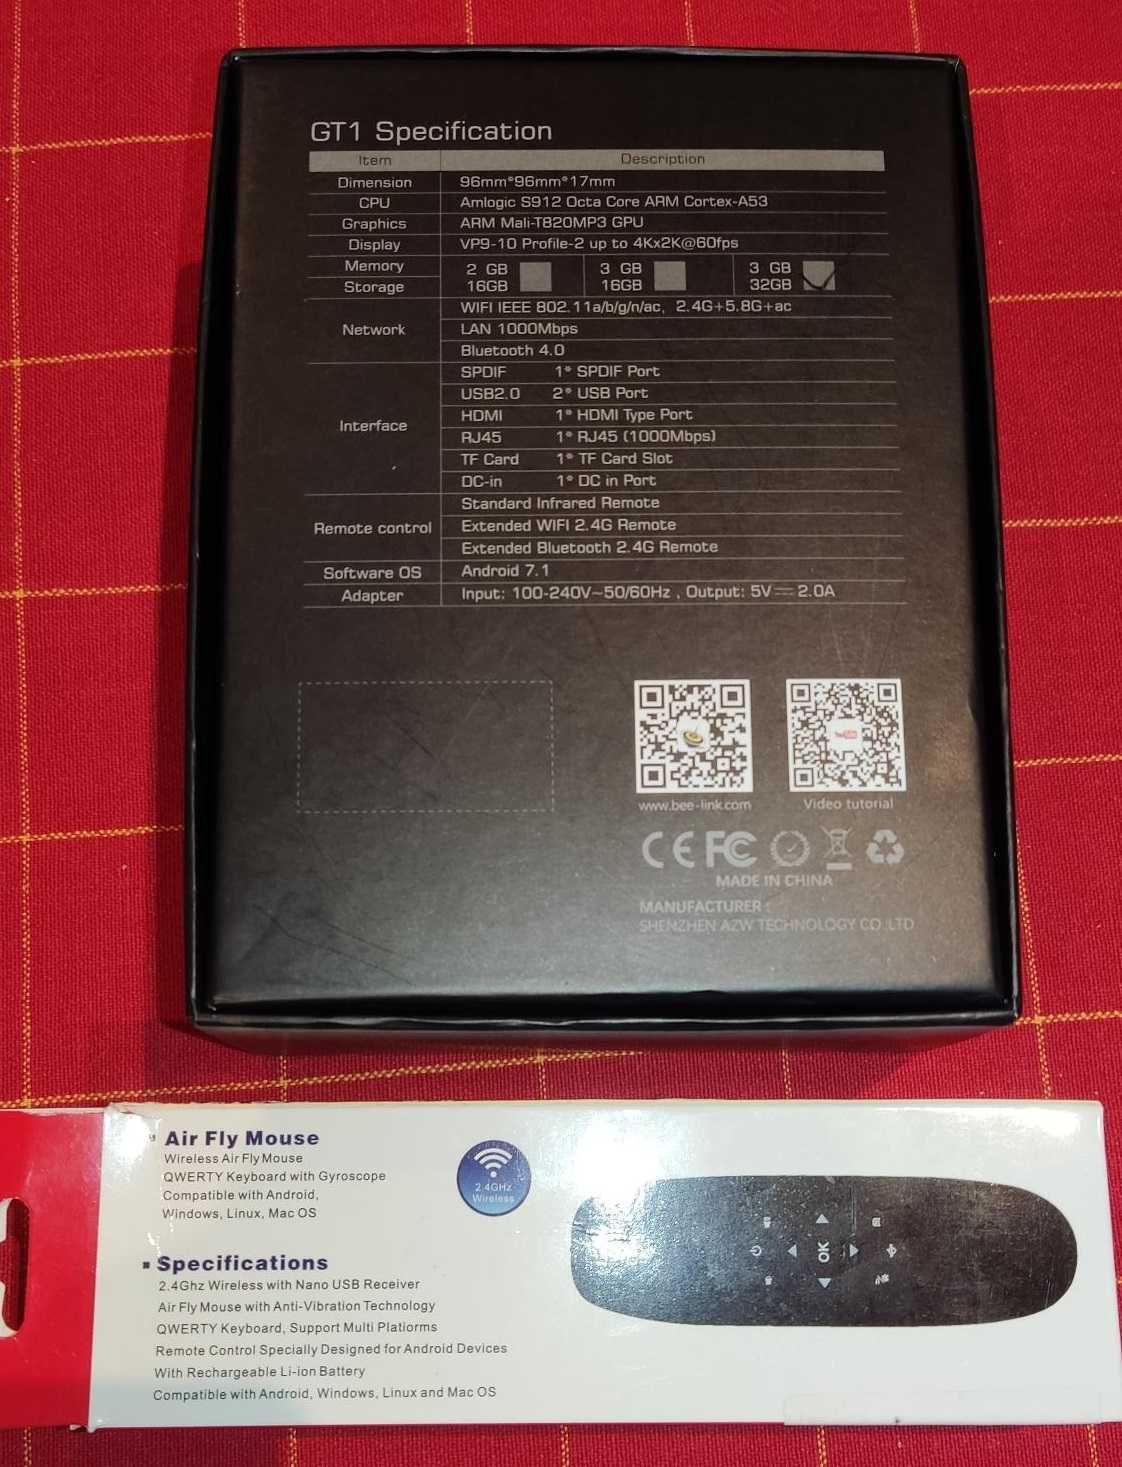 GT1 Specification
Item Description
Dimension 96mm*96mm*17mm
CPU Amlogic S912 Octa Core ARM Cortex-A53
Graphics ARM Mali-T820MP3 GPU
Display VP9-10 Profile-2 up to 4Kx2K@60fps
Memory 2 GB 3 GB 3 GB
Storage 16GB 16GB 32GB
Network WIFI IEEE 802.11a/b/g/n/ac, 2.4G+5.8G+ac
LAN 1000Mbps
Bluetooth 4.0
Interface SPDIF 1* SPDIF Port
USB2.0 2* USB Port
HDMI 1* HDMI Type Port
RJ45 1* RJ45 (1000Mbps)
TF Card 1* TF Card Slot
DC-in 1* DC in Port
Remote control Standard Infrared Remote
Extended WIFI 2.4G Remote
Extended Bluetooth 2.4G Remote
Software OS Android 7.1
Adapter Input: 100-240V~50/60Hz , Output: 5V⎓2.0A
YouTube
www.bee-link.com Video tutorial
CE FC
MADE IN CHINA
MANUFACTURER :
SHENZHEN AZW TECHNOLOGY CO.LTD
Air Fly Mouse
Wireless Air Fly Mouse
QWERTY Keyboard with Gyroscope
Compatible with Android,
Windows, Linux, Mac OS
2.4GHz
Wireless
OK
Specifications
2.4Ghz Wireless with Nano USB Receiver
Air Fly Mouse with Anti-Vibration Technology
QWERTY Keyboard, Support Multi Platiorms
Remote Control Specially Designed for Android Devices
With Rechargeable Li-ion Battery
Compatible with Android, Windows, Linux and Mac OS